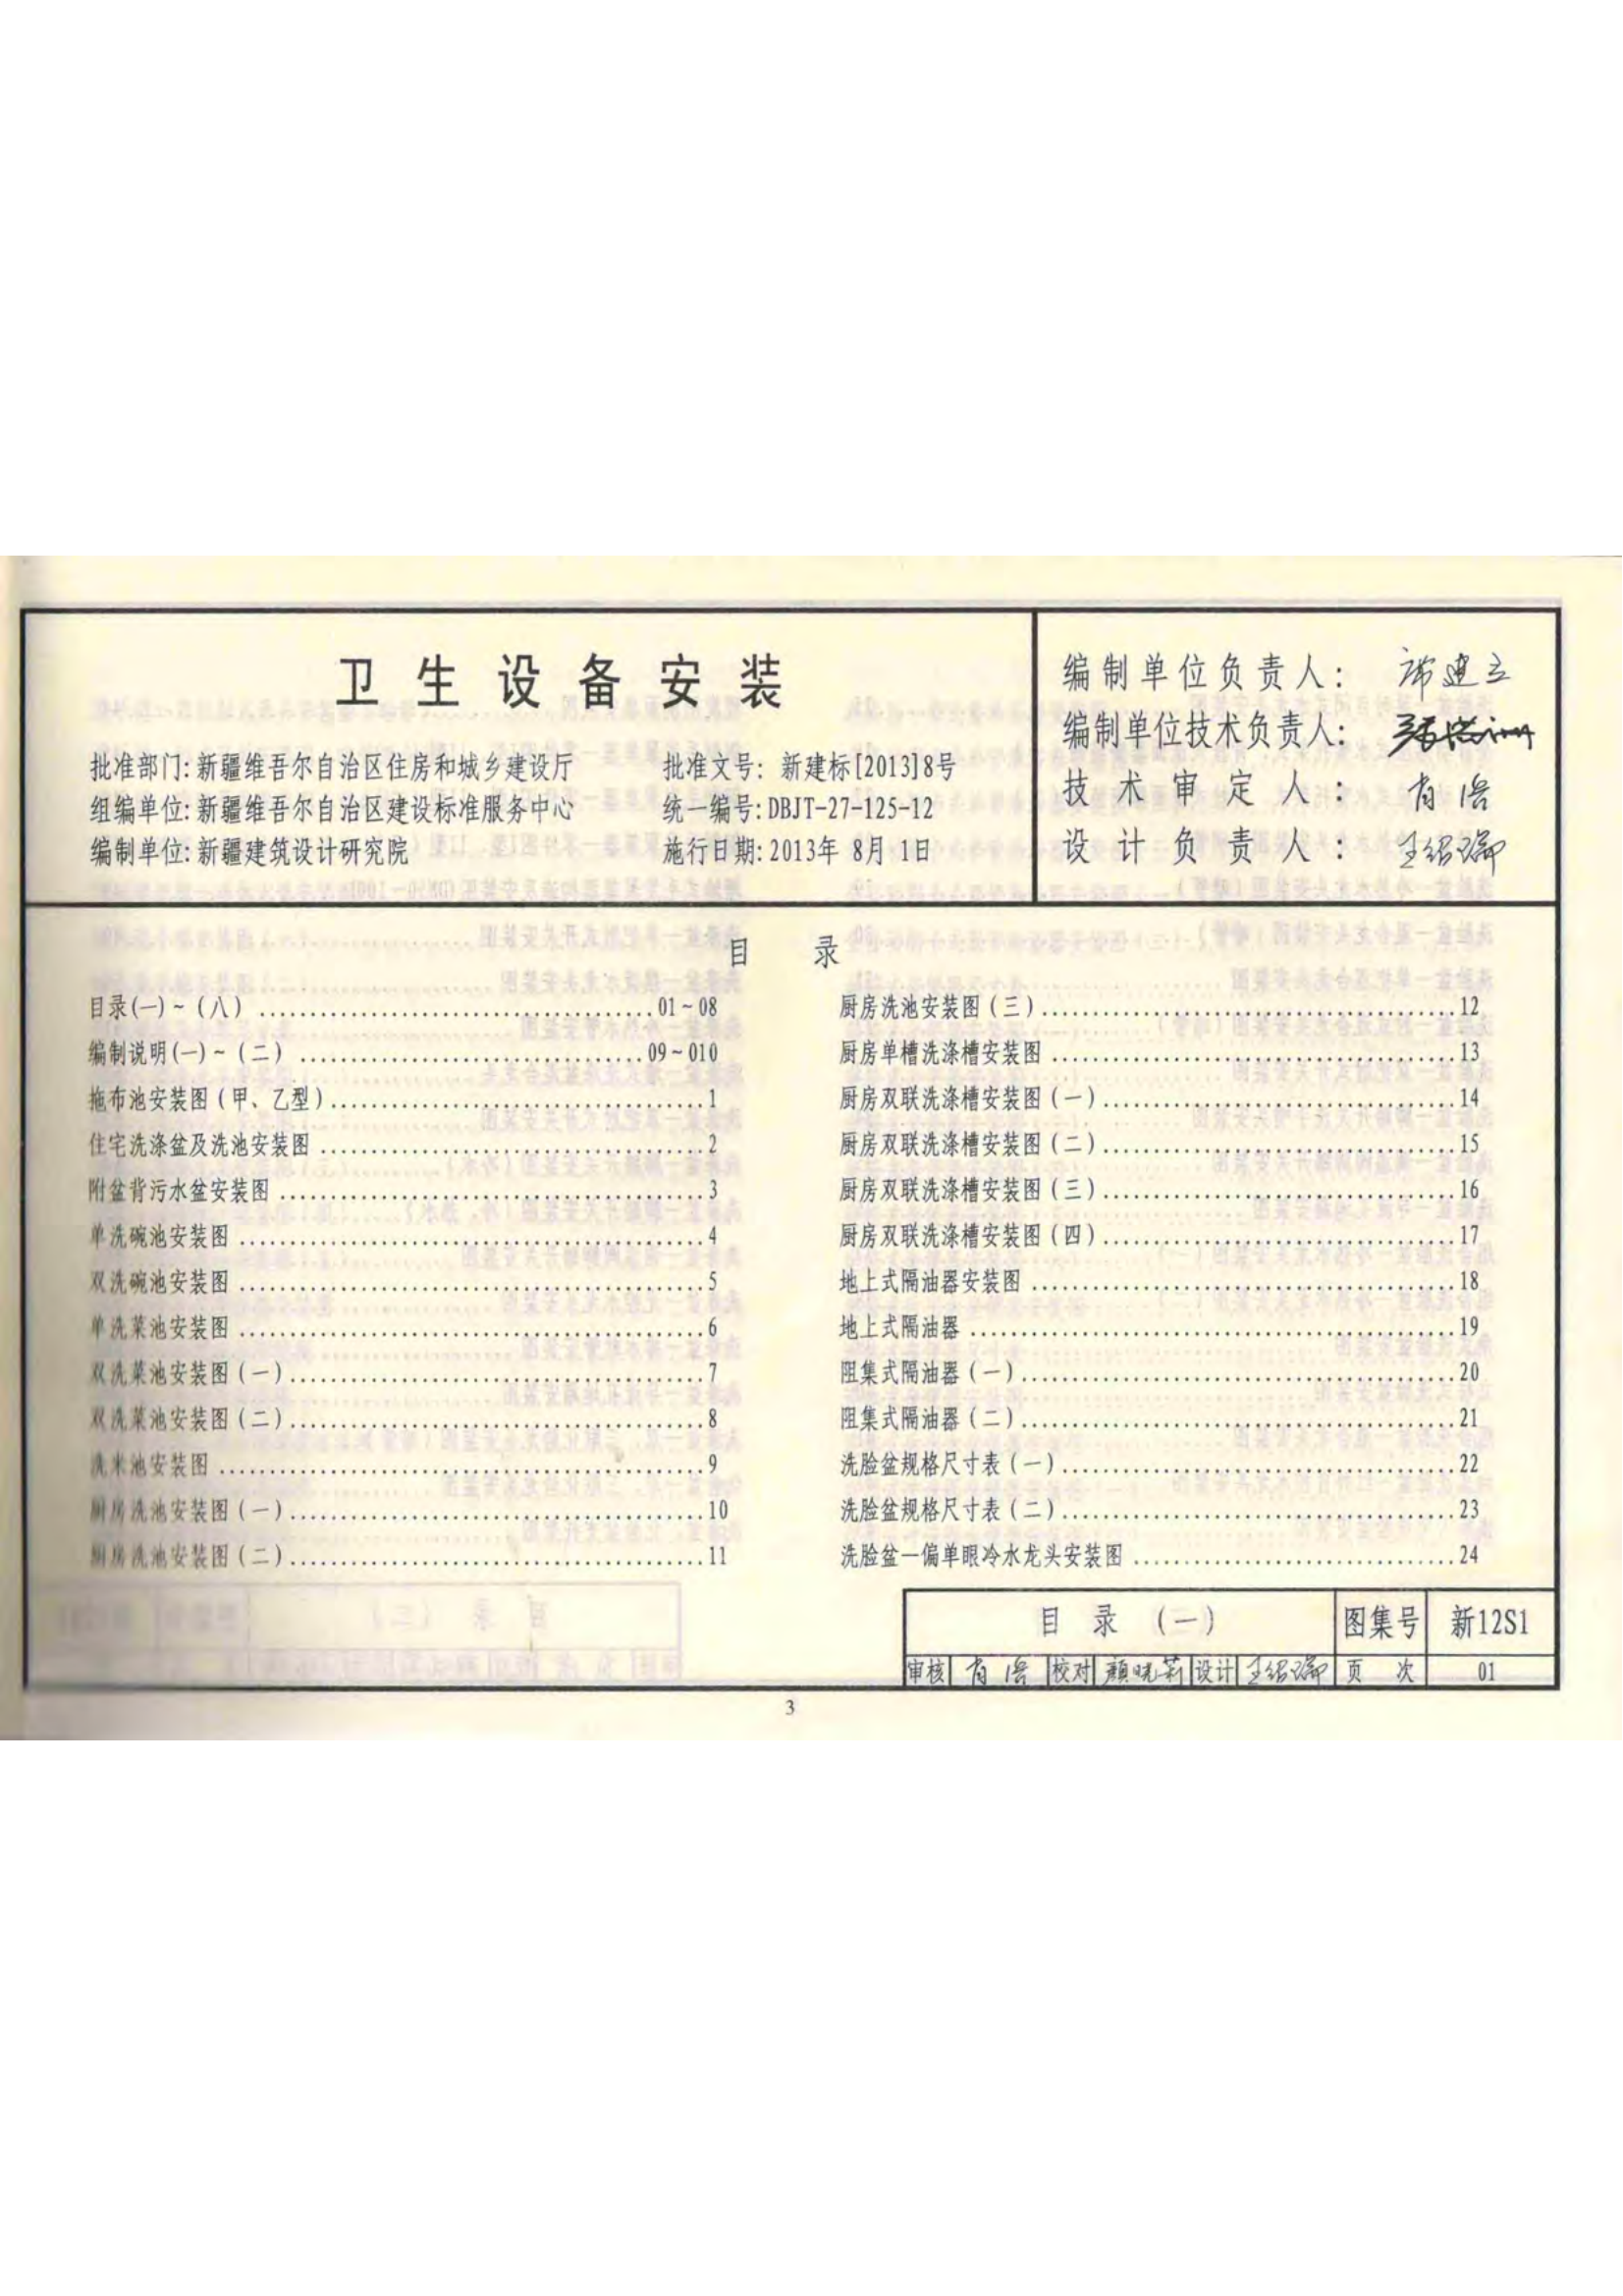 卫生设备安装
批准部门:新疆维吾尔自治区住房和城乡建设厅
组编单位:新疆维吾尔自治区建设标准服务中心
编制单位:新疆建筑设计研究院
批准文号: 新建标[2013]8号
统一编号:DBJT-27-125-12
施行日期:2013年 8月 1日
编制单位负责人:
编制单位技术负责人:
技术审定人: 肖浩
设计负责人:
目 录
目录(一)~(八) ........ 01~08
编制说明(一)~(二) ........ 09~010
拖布池安装图(甲、乙型) ........ 1
住宅洗涤盆及洗池安装图 ........ 2
附盆背污水盆安装图 ........ 3
单洗碗池安装图 ........ 4
双洗碗池安装图 ........ 5
单洗菜池安装图 ........ 6
双洗菜池安装图(一) ........ 7
双洗菜池安装图(二) ........ 8
洗米池安装图 ........ 9
厨房洗池安装图(一) ........ 10
厨房洗池安装图(二) ........ 11
厨房洗池安装图(三) ........ 12
厨房单槽洗涤槽安装图 ........ 13
厨房双联洗涤槽安装图(一) ........ 14
厨房双联洗涤槽安装图(二) ........ 15
厨房双联洗涤槽安装图(三) ........ 16
厨房双联洗涤槽安装图(四) ........ 17
地上式隔油器安装图 ........ 18
地上式隔油器 ........ 19
阻集式隔油器(一) ........ 20
阻集式隔油器(二) ........ 21
洗脸盆规格尺寸表(一) ........ 22
洗脸盆规格尺寸表(二) ........ 23
洗脸盆—偏单眼冷水龙头安装图 ........ 24
目 录 (一) 图集号 新12S1
审核 肖浩 校对 颜晓莉 设计 页 次 01
3